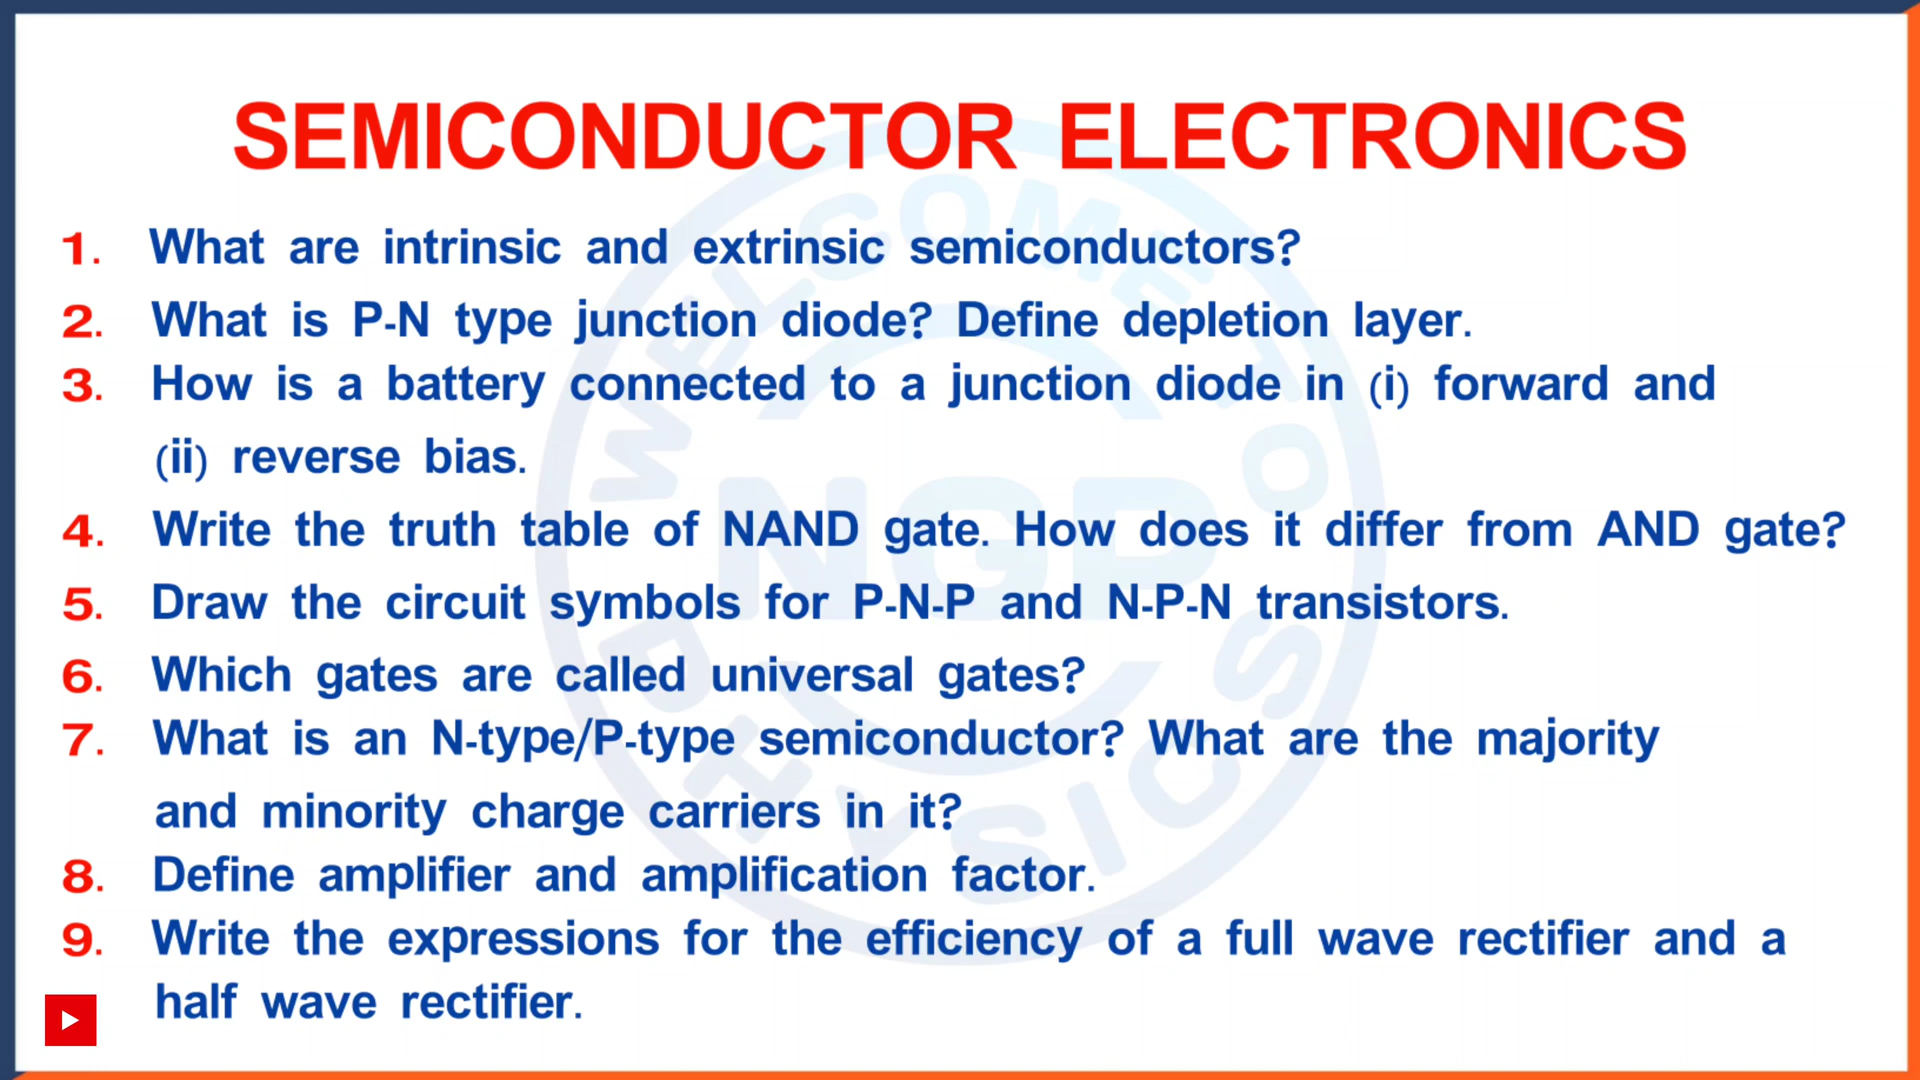 SEMICONDUCTOR ELECTRONICS
1. What are intrinsic and extrinsic semiconductors?
2. What is P-N type junction diode? Define depletion layer.
3. How is a battery connected to a junction diode in (i) forward and
(ii) reverse bias.
4. Write the truth table of NAND gate. How does it differ from AND gate?
5. Draw the circuit symbols for P-N-P and N-P-N transistors.
6. Which gates are called universal gates?
7. What is an N-type/P-type semiconductor? What are the majority
and minority charge carriers in it?
8. Define amplifier and amplification factor.
9. Write the expressions for the efficiency of a full wave rectifier and a
half wave rectifier.
WELCOME TO
NGP
PHYSICS